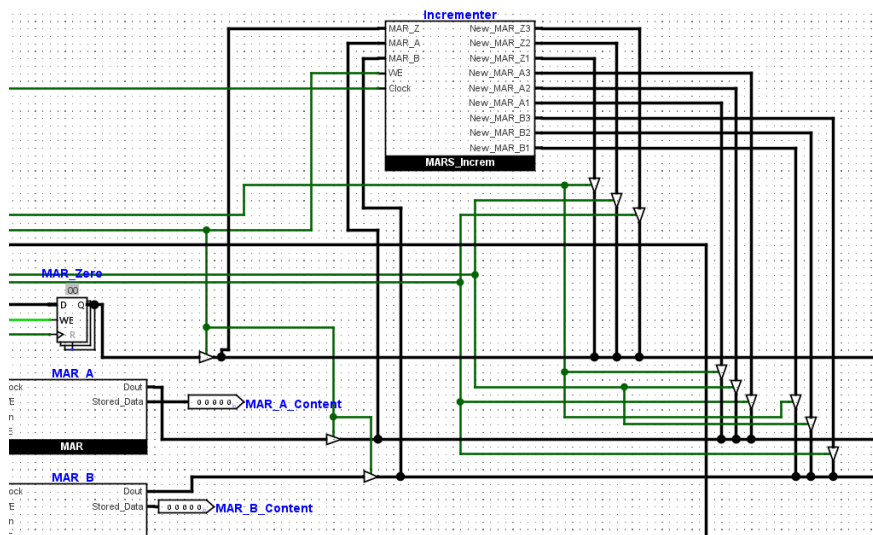 Incrementer
MAR_Z New_MAR_Z3
MAR_A New_MAR_Z2
MAR_B New_MAR_Z1
WE New_MAR_A3
Clock New_MAR_A2
New_MAR_A1
New_MAR_B3
New_MAR_B2
New_MAR_B1
MARS_Increm
MAR_Zero
00
D Q
WE
R
MAR_A
ock Dout
E Stored_Data
n
E
MAR
0 0 0 0 0
MAR_A_Content
MAR_B
ock Dout
E Stored_Data
n
0 0 0 0 0
MAR_B_Content